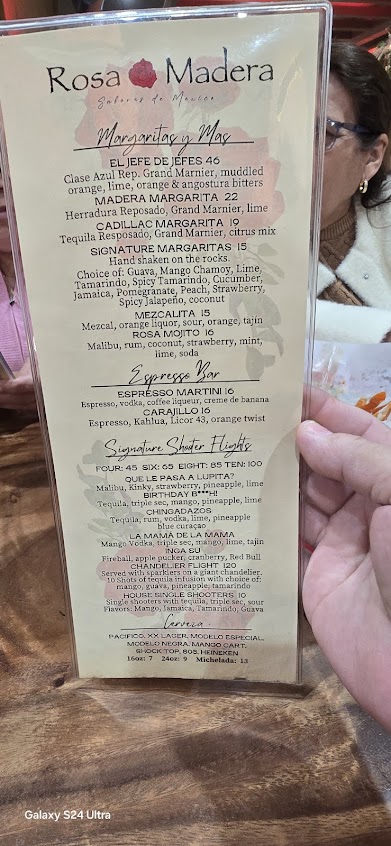 Rosa Madera
Sabores de Mexico
Margaritas y Mas
EL JEFE DE JEFES 46
Clase Azul Rep. Grand Marnier, muddled
orange, lime, orange & angostura bitters
MADERA MARGARITA 22
Herradura Reposado, Grand Marnier, lime
CADILLAC MARGARITA 19
Tequila Resposado, Grand Marnier, citrus mix
SIGNATURE MARGARITAS 15
Hand shaken on the rocks.
Choice of: Guava, Mango Chamoy, Lime,
Tamarindo, Spicy Tamarindo, Cucumber,
Jamaica, Pomegranate, Peach, Strawberry,
Spicy Jalapeño, coconut
MEZCALITA 15
Mezcal, orange liquor, sour, orange, tajin
ROSA MOJITO 16
Malibu, rum, coconut, strawberry, mint,
lime, soda
Espresso Bar
ESPRESSO MARTINI 16
Espresso, vodka, coffee liqueur, creme de banana
CARAJILLO 16
Espresso, Kahlua, Licor 43, orange twist
Signature Shooter Flights
FOUR: 45 SIX: 65 EIGHT: 85 TEN: 100
QUE LE PASA A LUPITA?
Malibu, Kinky, strawberry, pineapple, lime
BIRTHDAY B***H!
Tequila, triple sec, mango, pineapple, lime
CHINGADAZOS
Tequila, rum, vodka, lime, pineapple
blue curaçao
LA MAMÁ DE LA MAMA
Mango Vodka, triple sec, mango, lime, tajin
INGA SU
Fireball, apple pucker, cranberry, Red Bull
CHANDELIER FLIGHT 120
Served with sparklers on a giant chandelier.
10 Shots of tequila infusion with choice of:
mango, guava, pineapple, tamarindo
HOUSE SINGLE SHOOTERS 10
Single shooters with tequila, triple sec, sour
Flavors: Mango, Jamaica, Tamarindo, Guava
Cerveza
PACIFICO, XX LAGER, MODELO ESPECIAL,
MODELO NEGRA, MANGO CART,
SHOCK TOP, 805, HEINEKEN
16oz: 7 24oz: 9 Michelada: 13
Galaxy S24 Ultra